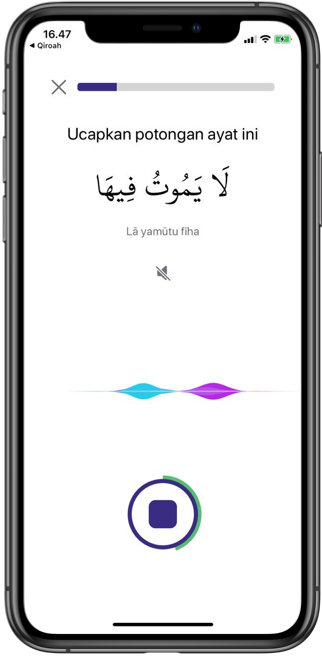 16.47
◀ Qiroah
Ucapkan potongan ayat ini
لَا يَمُوتُ فِيهَا
Lā yamūtu fīha